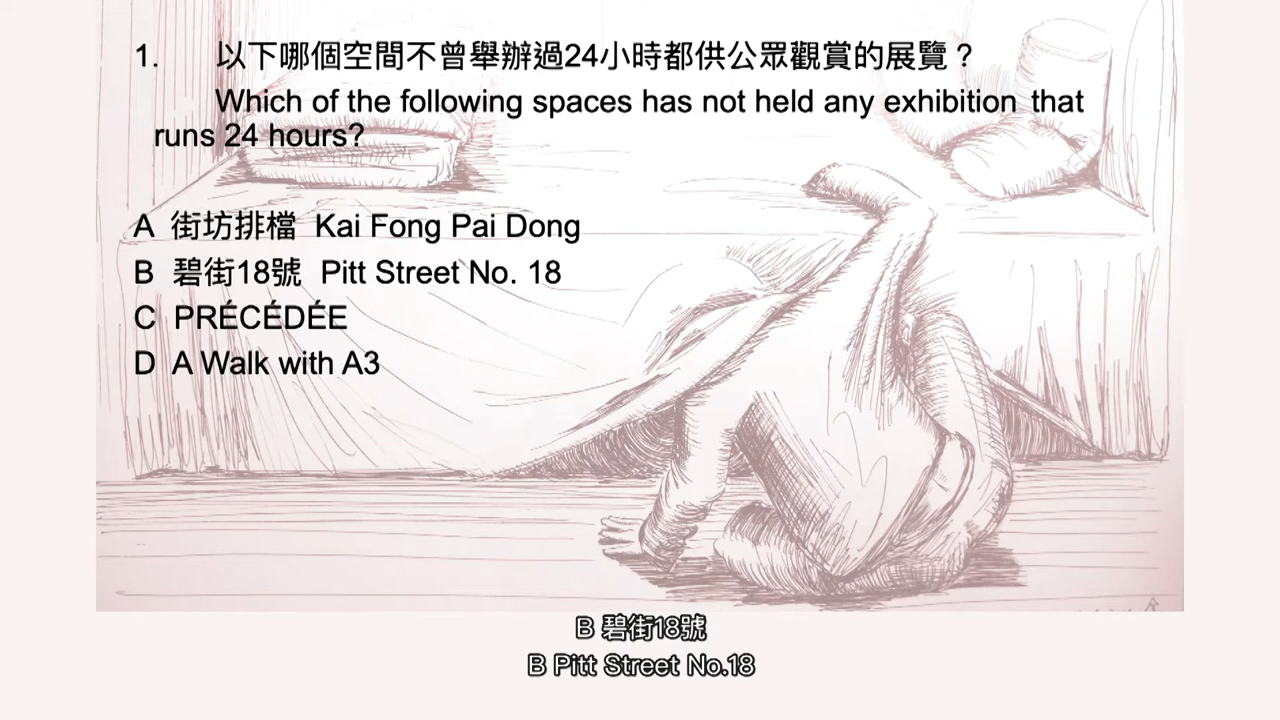 1. 以下哪個空間不曾舉辦過24小時都供公眾觀賞的展覽？
Which of the following spaces has not held any exhibition that
runs 24 hours?
A 街坊排檔 Kai Fong Pai Dong
B 碧街18號 Pitt Street No. 18
C PRÉCÉDÉE
D A Walk with A3
B 碧街18號
B Pitt Street No.18